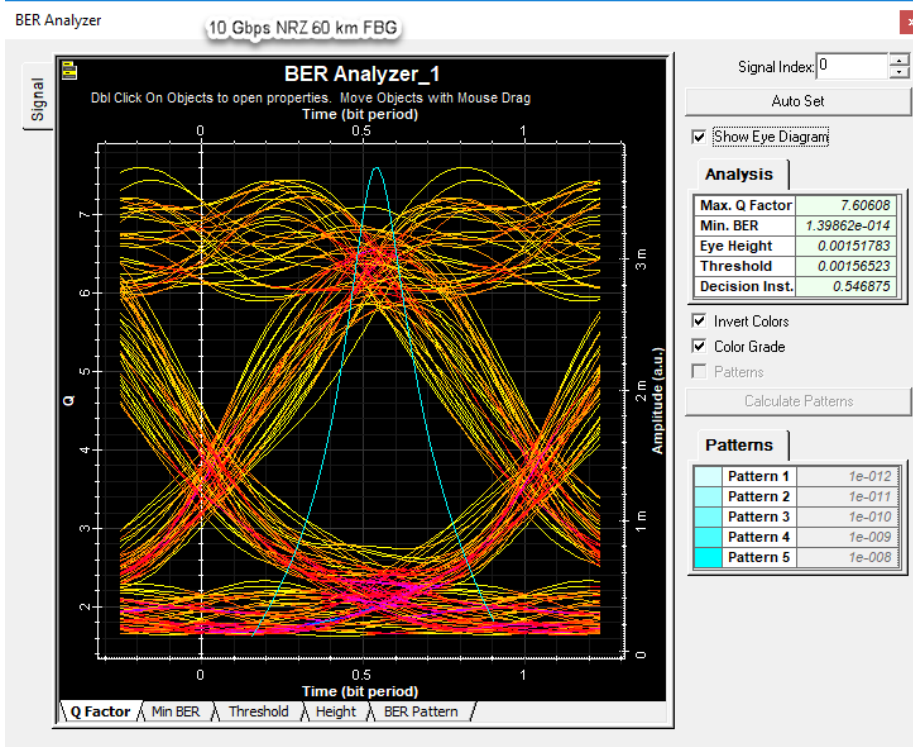 BER Analyzer
10 Gbps NRZ 60 km FBG
Signal
BER Analyzer_1
Dbl Click On Objects to open properties. Move Objects with Mouse Drag
Time (bit period)
0 0.5 1
Q
2 3 4 5 6 7
Amplitude (a.u.)
0 1 m 2 m 3 m
0 0.5 1
Time (bit period)
Q Factor Min BER Threshold Height BER Pattern
Signal Index: 0
Auto Set
Show Eye Diagram
Analysis
Max. Q Factor 7.60608
Min. BER 1.39862e-014
Eye Height 0.00151783
Threshold 0.00156523
Decision Inst. 0.546875
Invert Colors
Color Grade
Patterns
Calculate Patterns
Patterns
Pattern 1 1e-012
Pattern 2 1e-011
Pattern 3 1e-010
Pattern 4 1e-009
Pattern 5 1e-008